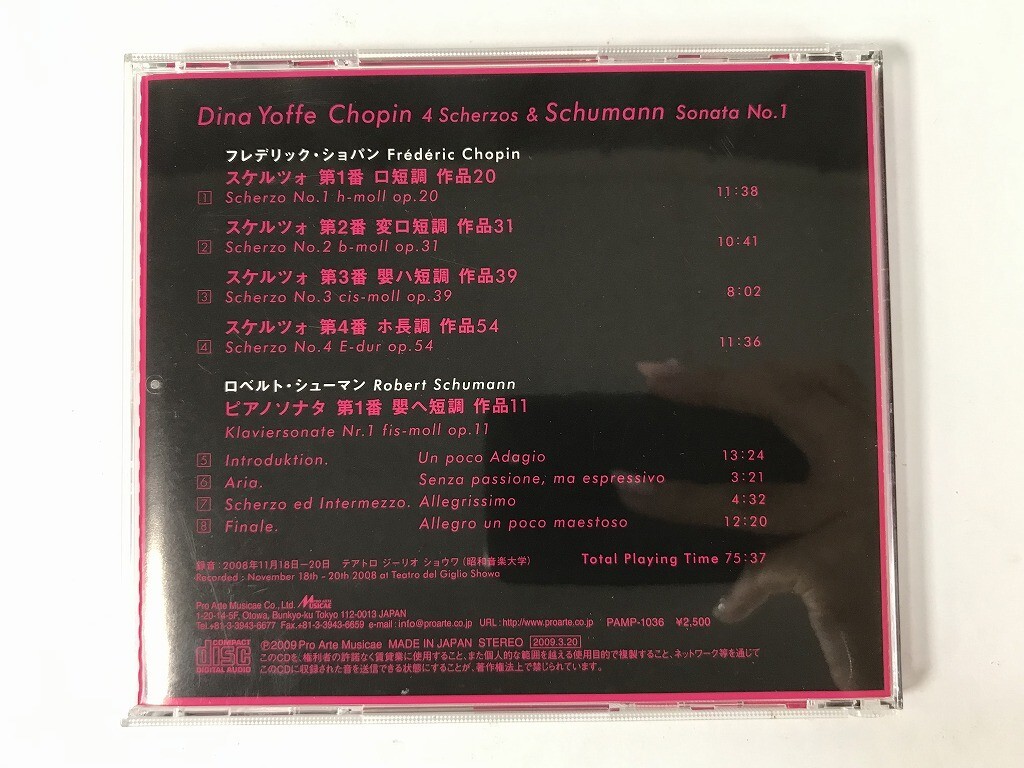 Dina Yoffe Chopin 4 Scherzos & Schumann Sonata No.1
フレデリック・ショパン Frédéric Chopin
スケルツォ 第1番 ロ短調 作品20
1 Scherzo No.1 h-moll op.20 11:38
スケルツォ 第2番 変ロ短調 作品31
2 Scherzo No.2 b-moll op.31 10:41
スケルツォ 第3番 嬰ハ短調 作品39
3 Scherzo No.3 cis-moll op.39 8:02
スケルツォ 第4番 ホ長調 作品54
4 Scherzo No.4 E-dur op.54 11:36
ロベルト・シューマン Robert Schumann
ピアノソナタ 第1番 嬰ヘ短調 作品11
Klaviersonate Nr.1 fis-moll op.11
5 Introduktion. Un poco Adagio 13:24
6 Aria. Senza passione, ma espressivo 3:21
7 Scherzo ed Intermezzo. Allegrissimo 4:32
8 Finale. Allegro un poco maestoso 12:20
録音：2008年11月18日－20日 テアトロ ジーリオ ショウワ（昭和音楽大学） Total Playing Time 75:37
Recorded : November 18th - 20th 2008 at Teatro del Giglio Showa
Pro Arte Musicae Co., Ltd. PRO ARTE MUSICAE
1-20-14-5F, Otowa, Bunkyo-ku Tokyo 112-0013 JAPAN
Tel.+81-3-3943-6677 Fax.+81-3-3943-6659 e-mail : info@proarte.co.jp URL : http://www.proarte.co.jp PAMP-1036 ¥2,500
COMPACT disc DIGITAL AUDIO ℗2009 Pro Arte Musicae MADE IN JAPAN STEREO 2009.3.20
このCDを、権利者の許諾なく賃貸業に使用すること、また個人的な範囲を越える使用目的で複製すること、ネットワーク等を通じて
このCDに収録された音を送信できる状態にすることが、著作権法上で禁じられています。